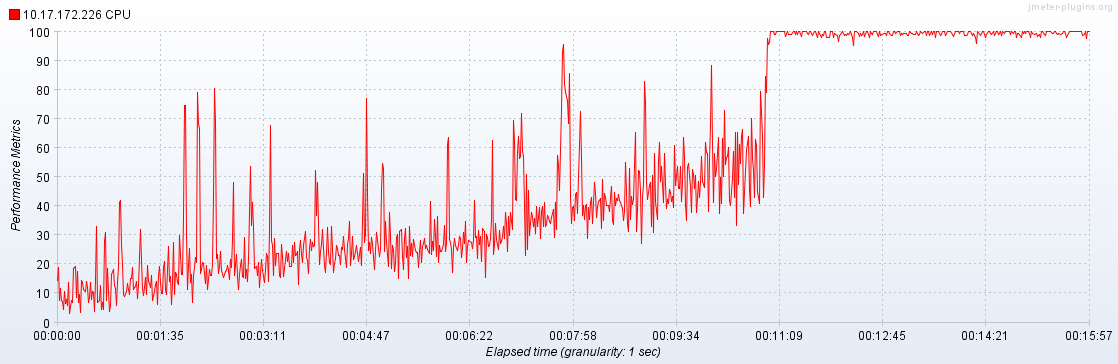 10.17.172.226 CPU
jmeter-plugins.org
Performance Metrics
100
90
80
70
60
50
40
30
20
10
0
00:00:00 00:01:35 00:03:11 00:04:47 00:06:22 00:07:58 00:09:34 00:11:09 00:12:45 00:14:21 00:15:57
Elapsed time (granularity: 1 sec)